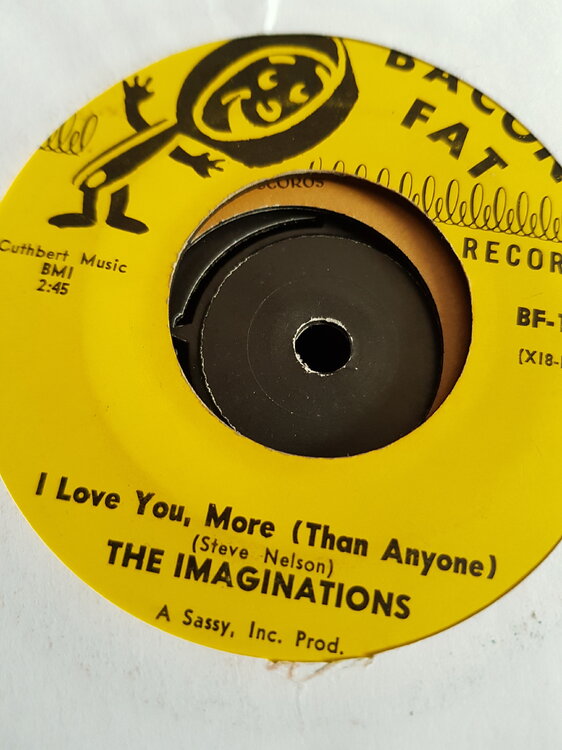 BACON
FAT
RECORDS
RECOR
Cuthbert Music
BMI
2:45
BF-1
(X18-
I Love You, More (Than Anyone)
(Steve Nelson)
THE IMAGINATIONS
A Sassy, Inc. Prod.